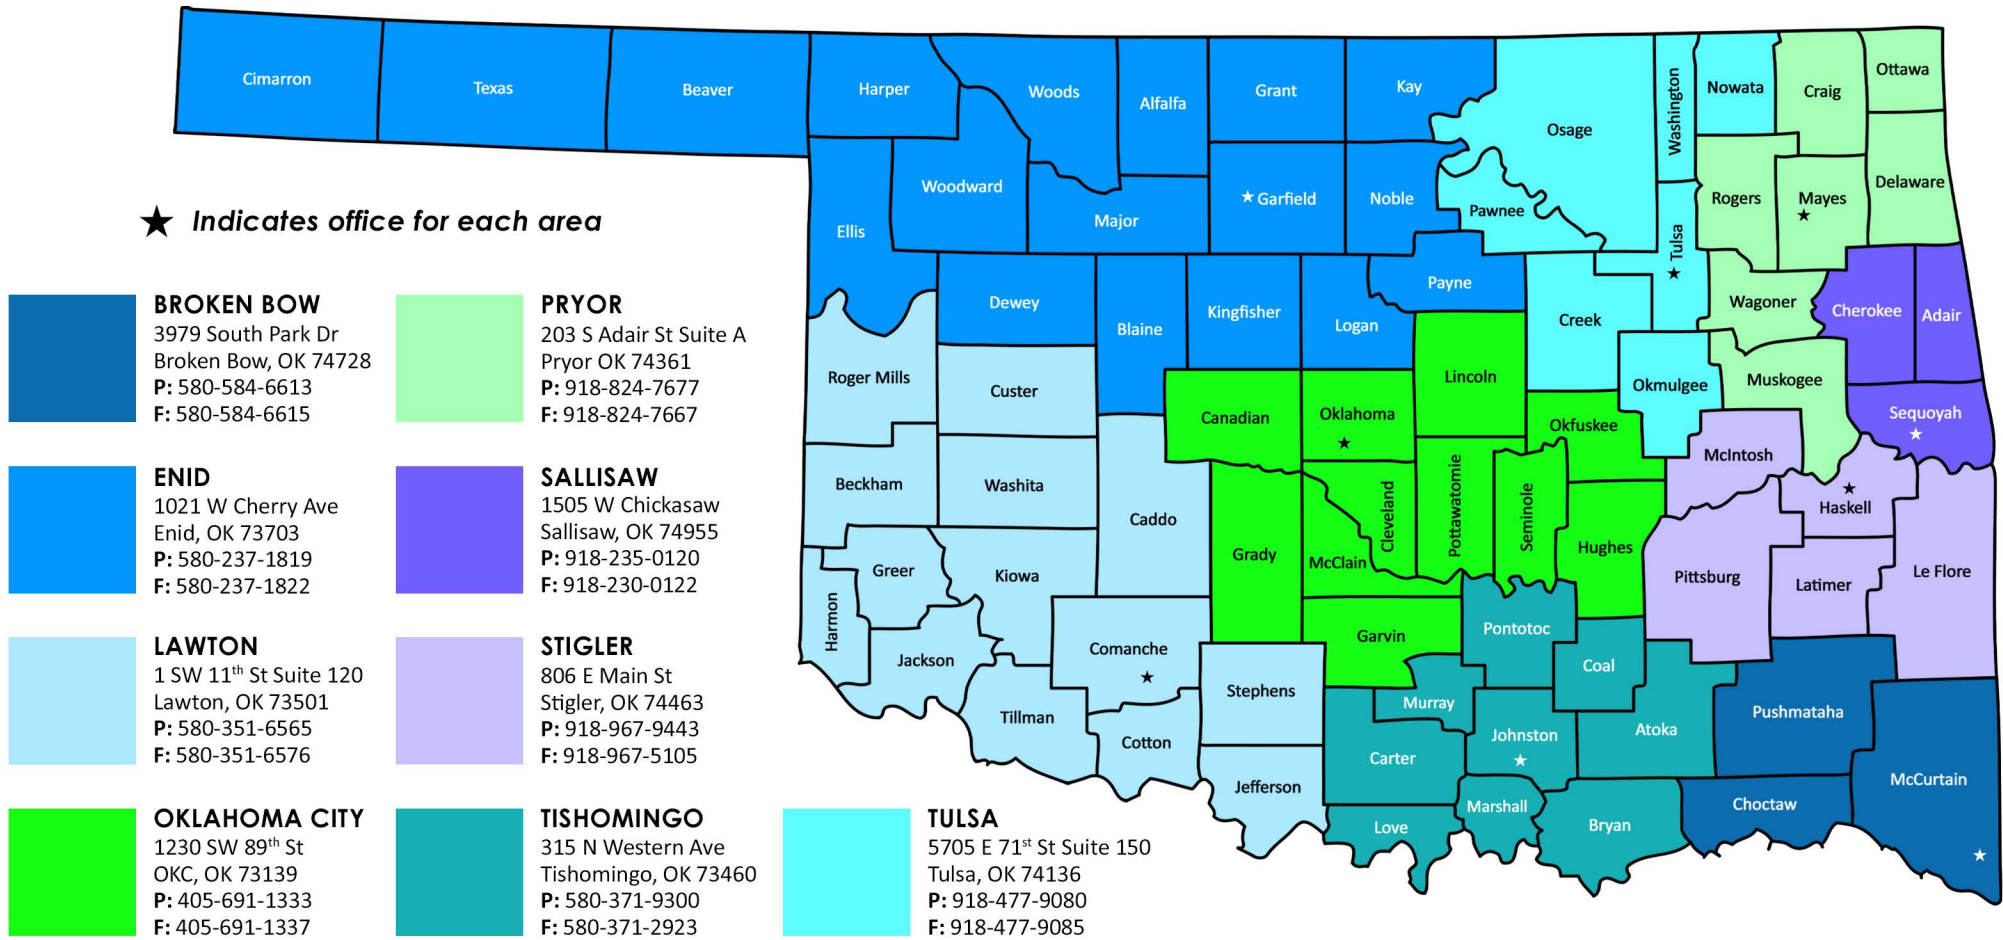 ★ Indicates office for each area
BROKEN BOW
3979 South Park Dr
Broken Bow, OK 74728
P: 580-584-6613
F: 580-584-6615
PRYOR
203 S Adair St Suite A
Pryor OK 74361
P: 918-824-7677
F: 918-824-7667
ENID
1021 W Cherry Ave
Enid, OK 73703
P: 580-237-1819
F: 580-237-1822
SALLISAW
1505 W Chickasaw
Sallisaw, OK 74955
P: 918-235-0120
F: 918-230-0122
LAWTON
1 SW 11th St Suite 120
Lawton, OK 73501
P: 580-351-6565
F: 580-351-6576
STIGLER
806 E Main St
Stigler, OK 74463
P: 918-967-9443
F: 918-967-5105
OKLAHOMA CITY
1230 SW 89th St
OKC, OK 73139
P: 405-691-1333
F: 405-691-1337
TISHOMINGO
315 N Western Ave
Tishomingo, OK 73460
P: 580-371-9300
F: 580-371-2923
TULSA
5705 E 71st St Suite 150
Tulsa, OK 74136
P: 918-477-9080
F: 918-477-9085
Cimarron
Texas
Beaver
Harper
Woods
Alfalfa
Grant
Kay
Osage
Washington
Nowata
Craig
Ottawa
Ellis
Woodward
Major
Garfield
Noble
Pawnee
Tulsa
Rogers
Mayes
Delaware
Dewey
Blaine
Kingfisher
Logan
Payne
Creek
Wagoner
Cherokee
Adair
Roger Mills
Custer
Canadian
Oklahoma
Lincoln
Okfuskee
Okmulgee
Muskogee
Sequoyah
Beckham
Washita
Caddo
Grady
McClain
Cleveland
Pottawatomie
Seminole
Hughes
McIntosh
Haskell
Pittsburg
Latimer
Le Flore
Harmon
Greer
Kiowa
Jackson
Comanche
Tillman
Cotton
Stephens
Jefferson
Garvin
Pontotoc
Coal
Murray
Carter
Johnston
Atoka
Pushmataha
McCurtain
Love
Marshall
Bryan
Choctaw